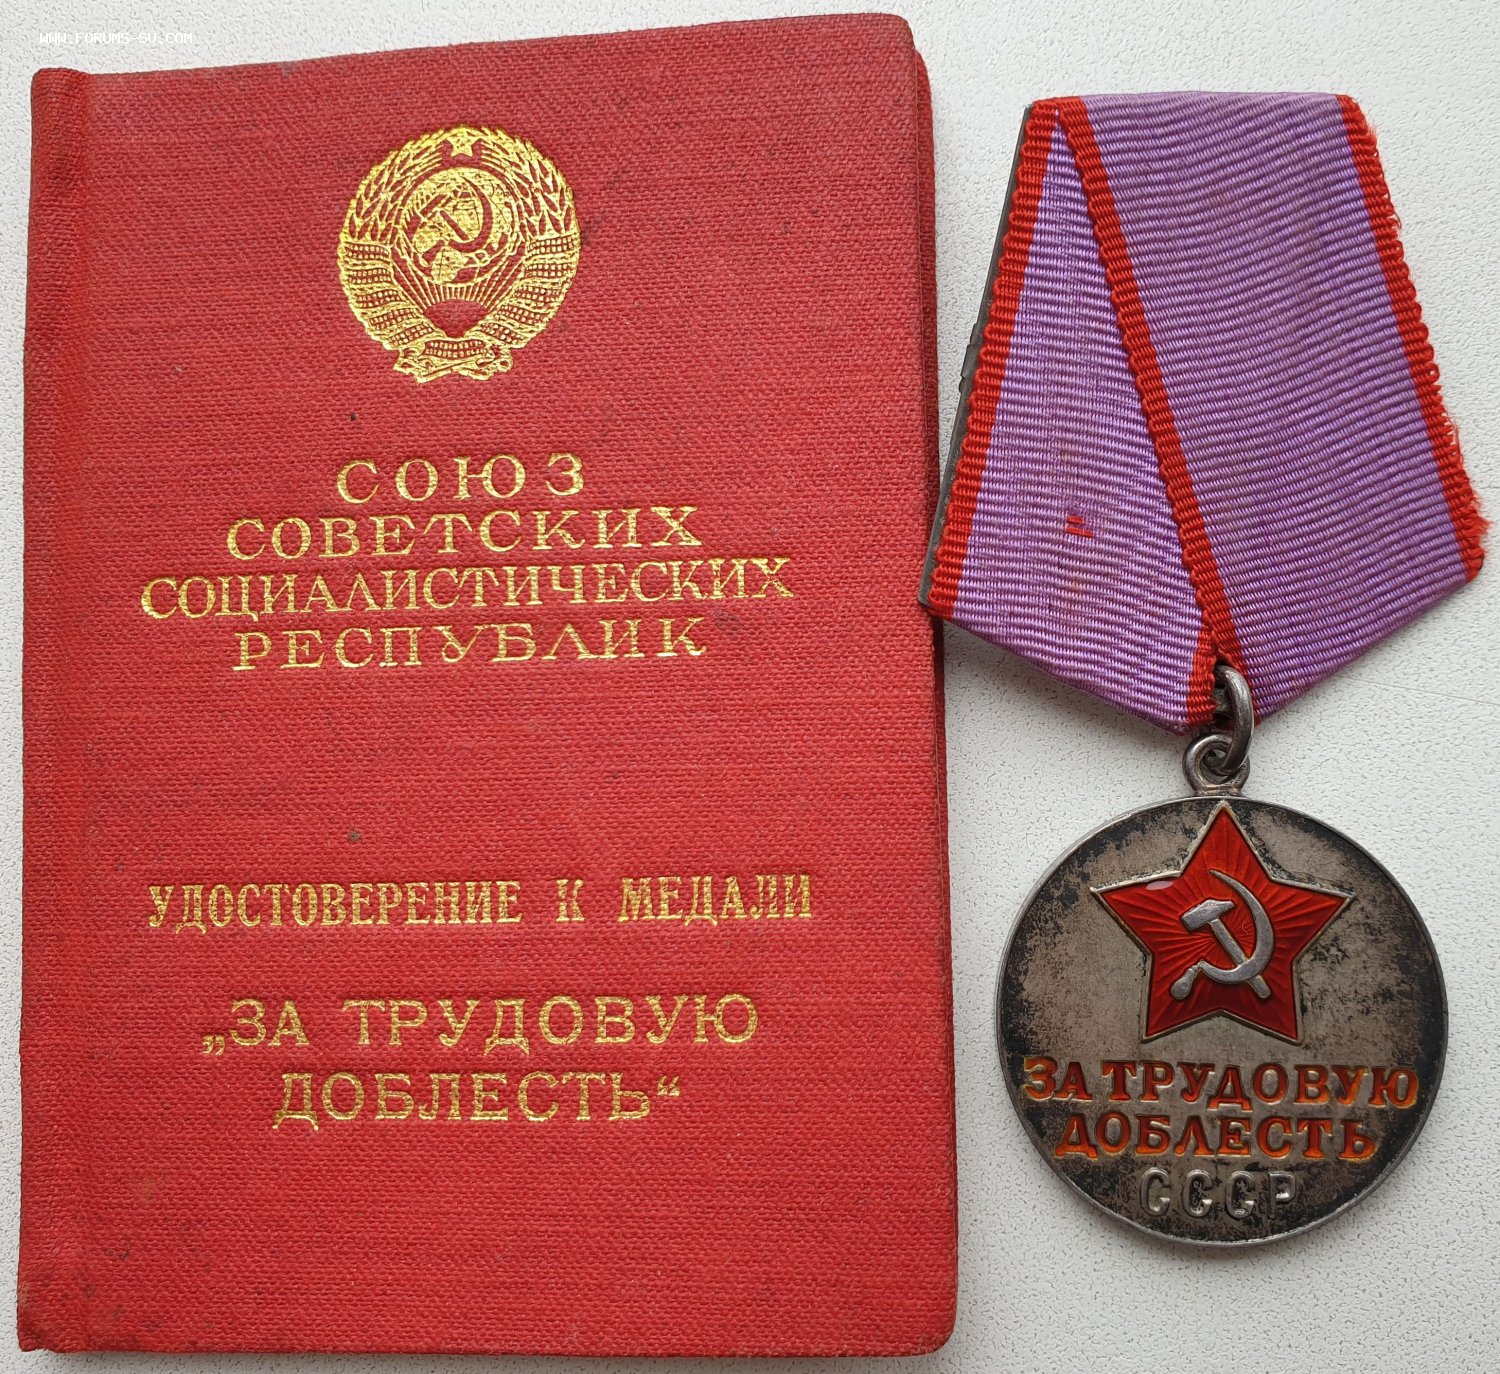 WWW.FORUMS-SU.COM
СОЮЗ
СОВЕТСКИХ
СОЦИАЛИСТИЧЕСКИХ
РЕСПУБЛИК
УДОСТОВЕРЕНИЕ К МЕДАЛИ
„ЗА ТРУДОВУЮ
ДОБЛЕСТЬ“
ЗА ТРУДОВУЮ
ДОБЛЕСТЬ
СССР